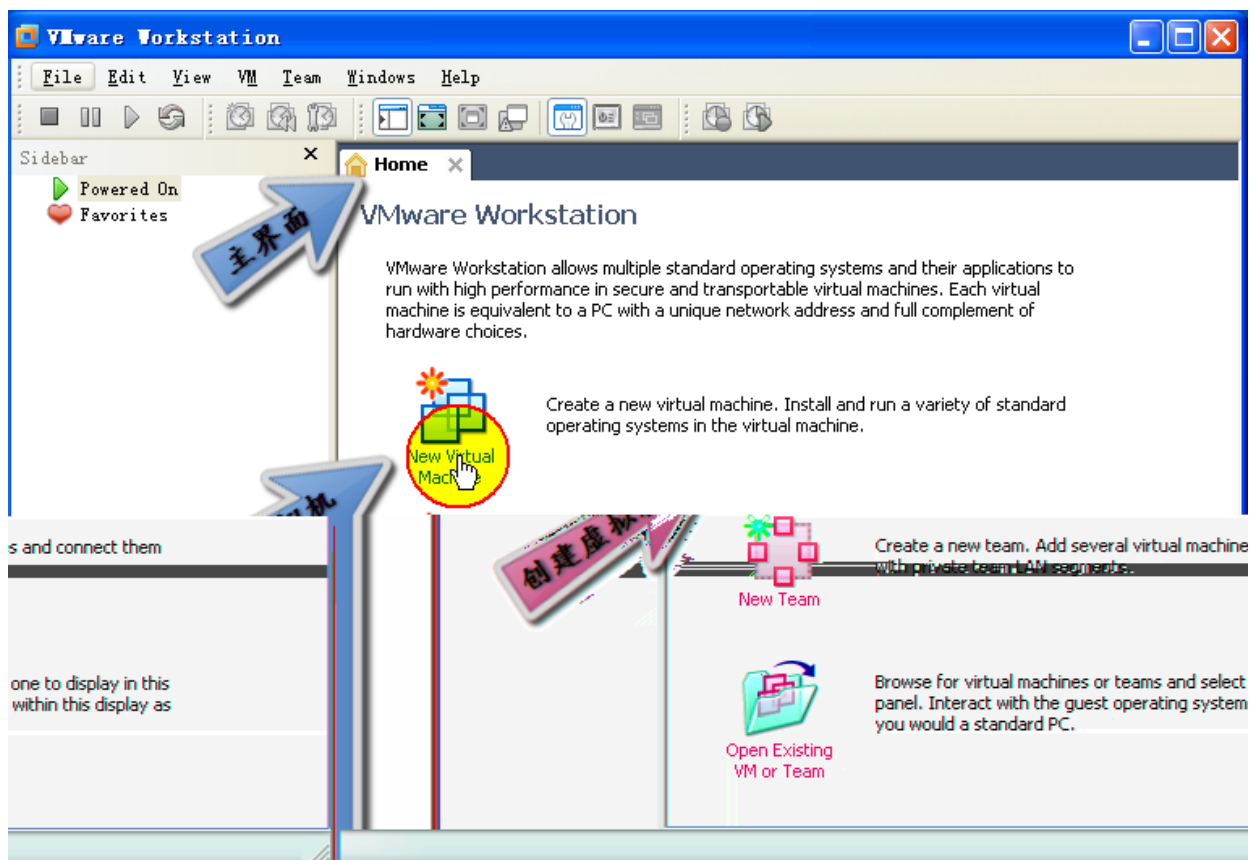 VMware Workstation
File Edit View VM Team Windows Help
Sidebar
Home
Powered On
Favorites
主界面
VMware Workstation
VMware Workstation allows multiple standard operating systems and their applications to
run with high performance in secure and transportable virtual machines. Each virtual
machine is equivalent to a PC with a unique network address and full complement of
hardware choices.
Create a new virtual machine. Install and run a variety of standard
operating systems in the virtual machine.
New Virtual
机
s and connect them
创建虚拟
Create a new team. Add several virtual machine
with private team LAN segments.
New Team
one to display in this
within this display as
Browse for virtual machines or teams and select
panel. Interact with the guest operating system
you would a standard PC.
Open Existing
VM or Team